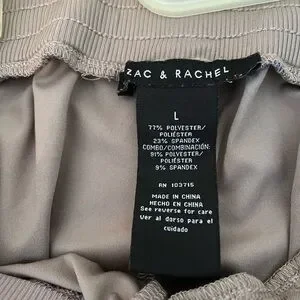 ZAC & RACHEL
L
77% POLYESTER/
POLIÉSTER
23% SPANDEX
COMBO/COMBINACIÓN:
91% POLYESTER/
POLIÉSTER
9% SPANDEX
RN 103715
MADE IN CHINA
HECHO EN CHINA
See reverse for care
Ver al dorso para el
cuidado